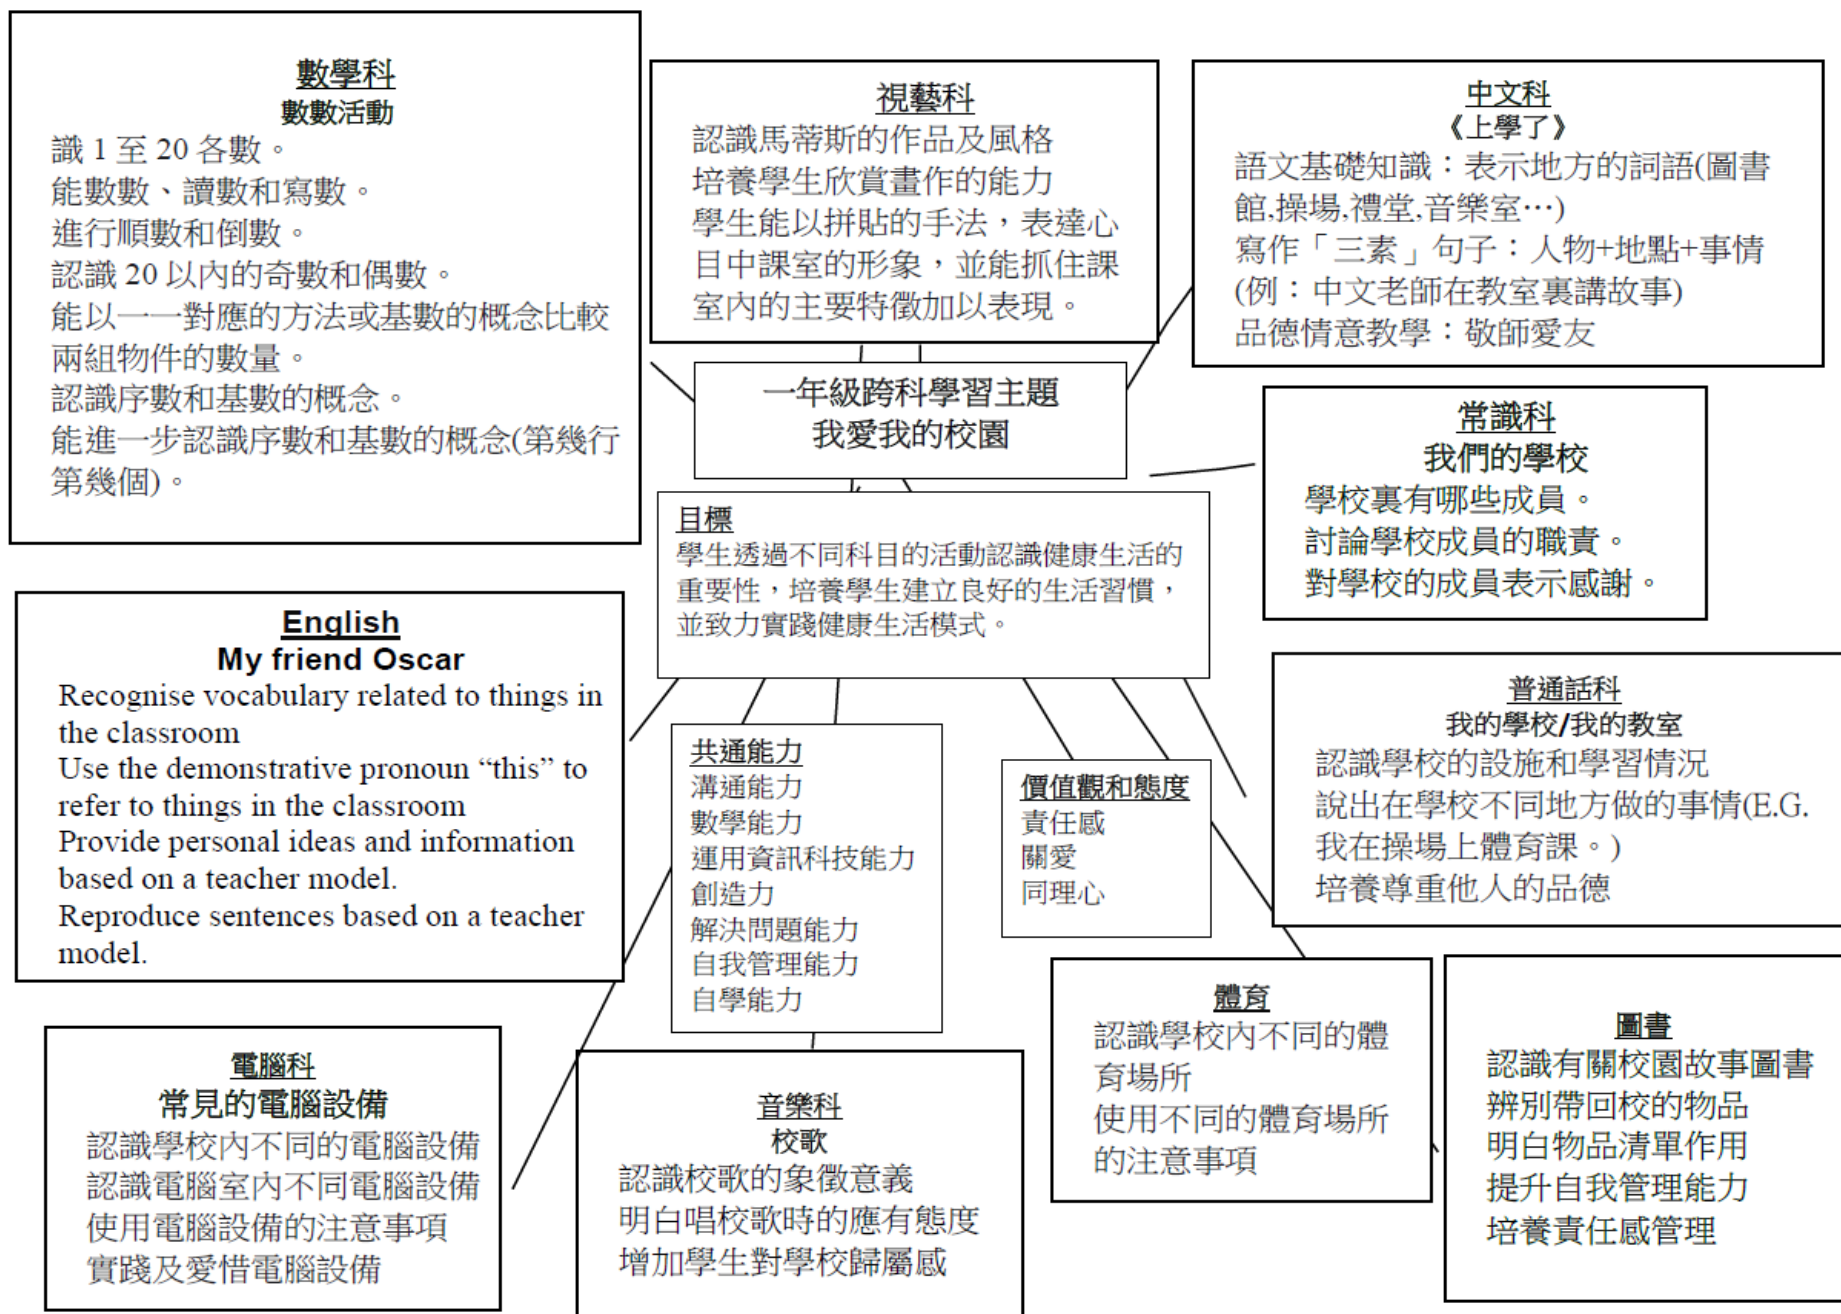 數學科
數數活動
識 1 至 20 各數。
能數數、讀數和寫數。
進行順數和倒數。
認識 20 以內的奇數和偶數。
能以一一對應的方法或基數的概念比較
兩組物件的數量。
認識序數和基數的概念。
能進一步認識序數和基數的概念(第幾行
第幾個)。
視藝科
認識馬蒂斯的作品及風格
培養學生欣賞畫作的能力
學生能以拼貼的手法，表達心
目中課室的形象，並能抓住課
室內的主要特徵加以表現。
中文科
《上學了》
語文基礎知識：表示地方的詞語(圖書
館,操場,禮堂,音樂室…)
寫作「三素」句子：人物+地點+事情
(例：中文老師在教室裏講故事)
品德情意教學：敬師愛友
一年級跨科學習主題
我愛我的校園
常識科
我們的學校
學校裏有哪些成員。
討論學校成員的職責。
對學校的成員表示感謝。
目標
學生透過不同科目的活動認識健康生活的
重要性，培養學生建立良好的生活習慣，
並致力實踐健康生活模式。
English
My friend Oscar
Recognise vocabulary related to things in
the classroom
Use the demonstrative pronoun “this” to
refer to things in the classroom
Provide personal ideas and information
based on a teacher model.
Reproduce sentences based on a teacher
model.
共通能力
溝通能力
數學能力
運用資訊科技能力
創造力
解決問題能力
自我管理能力
自學能力
價值觀和態度
責任感
關愛
同理心
普通話科
我的學校/我的教室
認識學校的設施和學習情況
說出在學校不同地方做的事情(E.G.
我在操場上體育課。)
培養尊重他人的品德
電腦科
常見的電腦設備
認識學校內不同的電腦設備
認識電腦室內不同電腦設備
使用電腦設備的注意事項
實踐及愛惜電腦設備
音樂科
校歌
認識校歌的象徵意義
明白唱校歌時的應有態度
增加學生對學校歸屬感
體育
認識學校內不同的體
育場所
使用不同的體育場所
的注意事項
圖書
認識有關校園故事圖書
辨別帶回校的物品
明白物品清單作用
提升自我管理能力
培養責任感管理